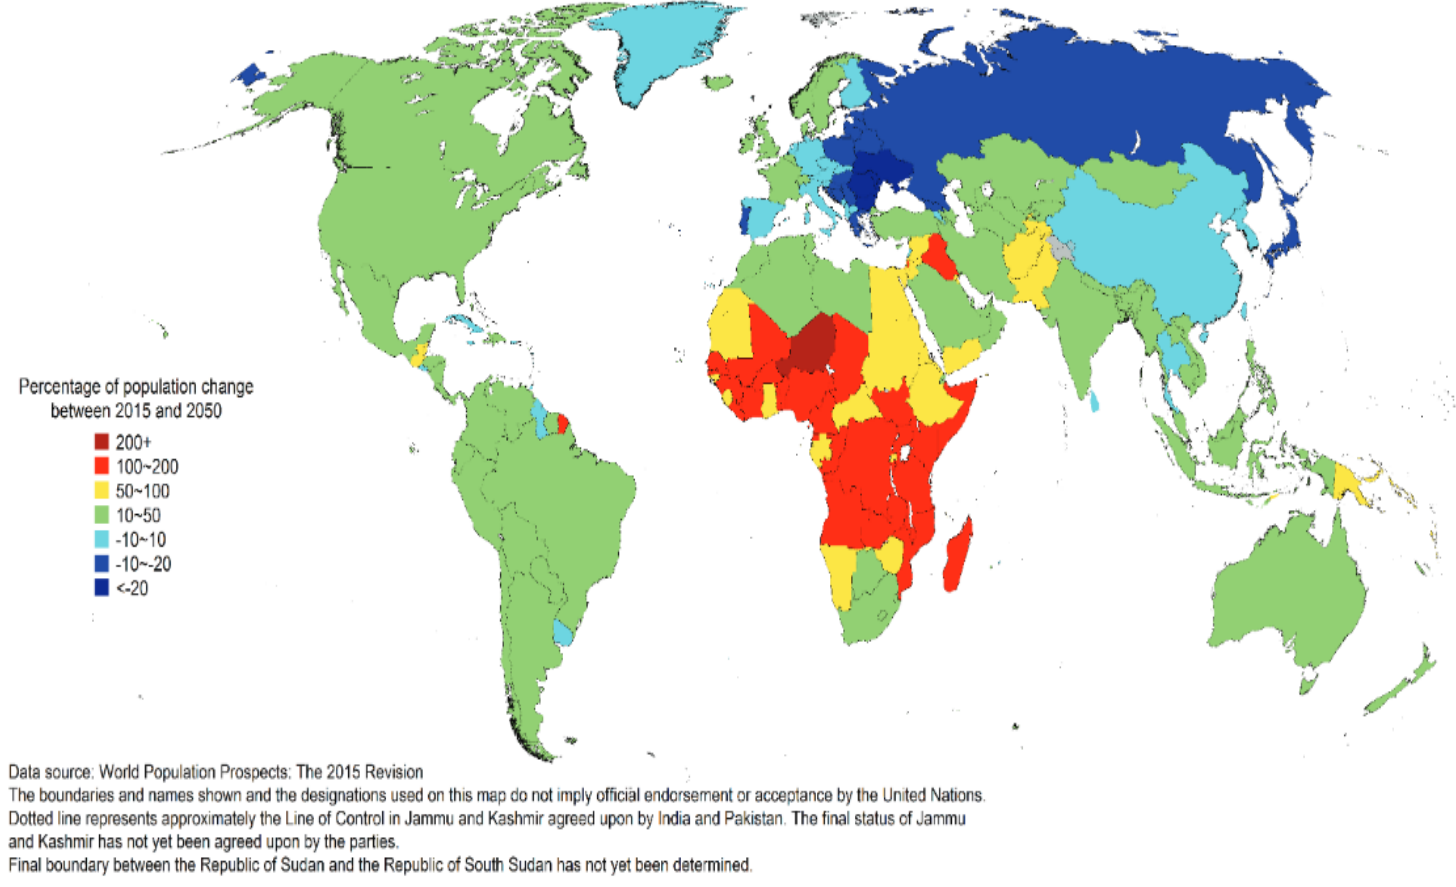 Percentage of population change
between 2015 and 2050
200+
100~200
50~100
10~50
-10~10
-10~-20
<-20
Data source: World Population Prospects: The 2015 Revision
The boundaries and names shown and the designations used on this map do not imply official endorsement or acceptance by the United Nations.
Dotted line represents approximately the Line of Control in Jammu and Kashmir agreed upon by India and Pakistan. The final status of Jammu
and Kashmir has not yet been agreed upon by the parties.
Final boundary between the Republic of Sudan and the Republic of South Sudan has not yet been determined.